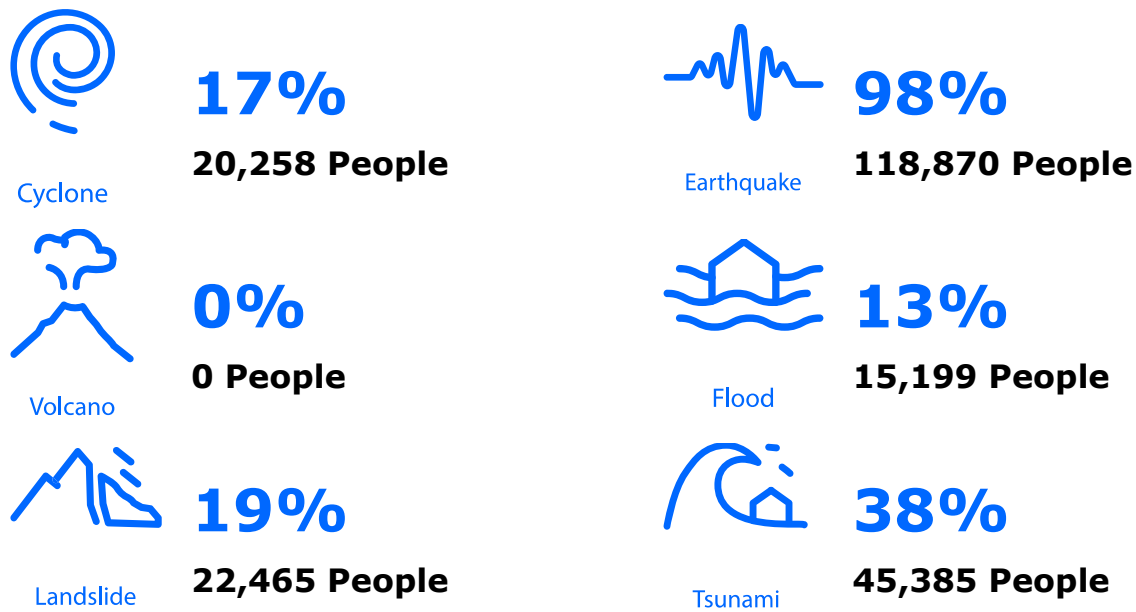 17%
20,258 People
Cyclone
98%
118,870 People
Earthquake
0%
0 People
Volcano
13%
15,199 People
Flood
19%
22,465 People
Landslide
38%
45,385 People
Tsunami